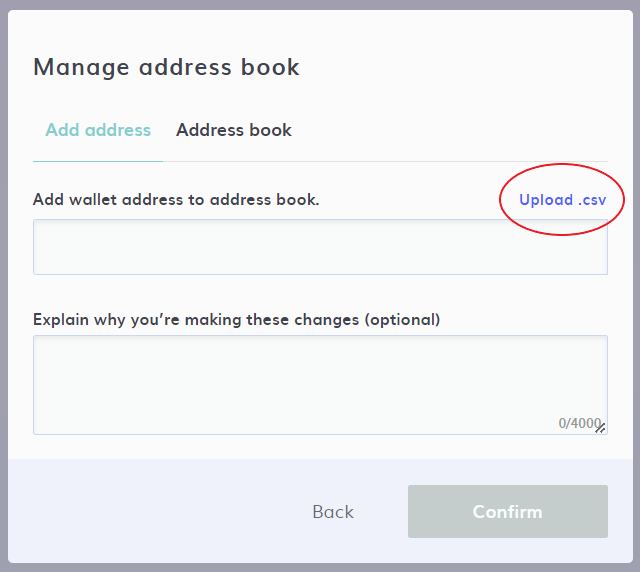 Manage address book
Add address Address book
Add wallet address to address book. Upload .csv
Explain why you’re making these changes (optional)
0/4000
Back Confirm